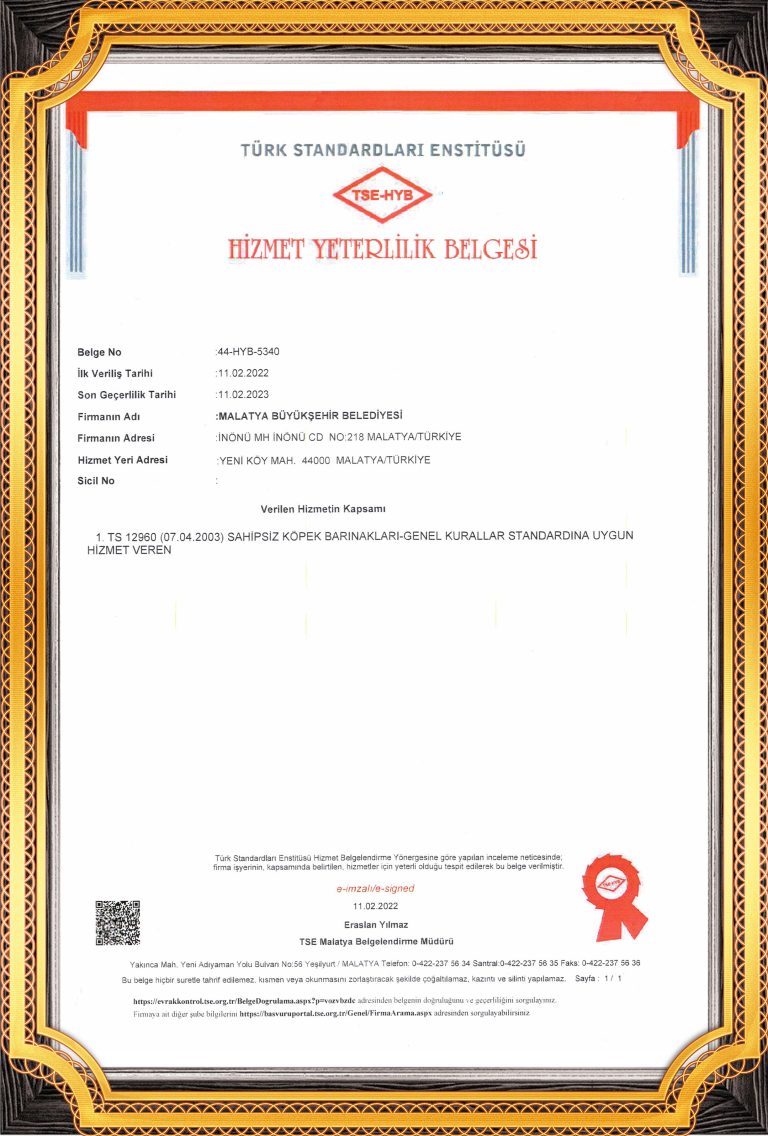 TÜRK STANDARDLARI ENSTİTÜSÜ
TSE-HYB
HİZMET YETERLİLİK BELGESİ
Belge No :44-HYB-5340
İlk Veriliş Tarihi :11.02.2022
Son Geçerlilik Tarihi :11.02.2023
Firmanın Adı :MALATYA BÜYÜKŞEHİR BELEDİYESİ
Firmanın Adresi :İNÖNÜ MH İNÖNÜ CD NO:218 MALATYA/TÜRKİYE
Hizmet Yeri Adresi :YENİ KÖY MAH. 44000 MALATYA/TÜRKİYE
Sicil No :
Verilen Hizmetin Kapsamı
1. TS 12960 (07.04.2003) SAHİPSİZ KÖPEK BARINAKLARI-GENEL KURALLAR STANDARDINA UYGUN
HİZMET VEREN
Türk Standardları Enstitüsü Hizmet Belgelendirme Yönergesine göre yapılan inceleme neticesinde;
firma işyerinin, kapsamında belirtilen, hizmetler için yeterli olduğu tespit edilerek bu belge verilmiştir.
e-imzalı/e-signed
11.02.2022
Eraslan Yılmaz
TSE Malatya Belgelendirme Müdürü
TSE-HYB
Yakınca Mah. Yeni Adıyaman Yolu Bulvarı No:56 Yeşilyurt / MALATYA Telefon: 0-422-237 56 34 Santral:0-422-237 56 35 Faks: 0-422-237 56 36
Bu belge hiçbir suretle tahrif edilemez, kısmen veya okunmasını zorlaştıracak şekilde çoğaltılamaz, kazıntı ve silinti yapılamaz. Sayfa : 1 / 1
https://evrakkontrol.tse.org.tr/BelgeDogrulama.aspx?p=vozvbzdc adresinden belgenin doğruluğunu ve geçerliliğini sorgulayınız.
Firmaya ait diğer şube bilgilerini https://basvuruportal.tse.org.tr/Genel/FirmaArama.aspx adresinden sorgulayabilirsiniz